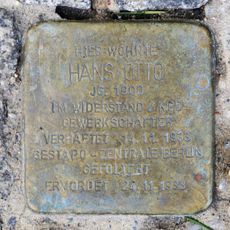 HIER WOHNTE
HANS OTTO
JG. 1900
IM WIDERSTAND / KPD
GEWERKSCHAFTER
VERHAFTET 14.11.1933
GESTAPO-ZENTRALE BERLIN
GEFOLTERT
ERMORDET 24.11.1933